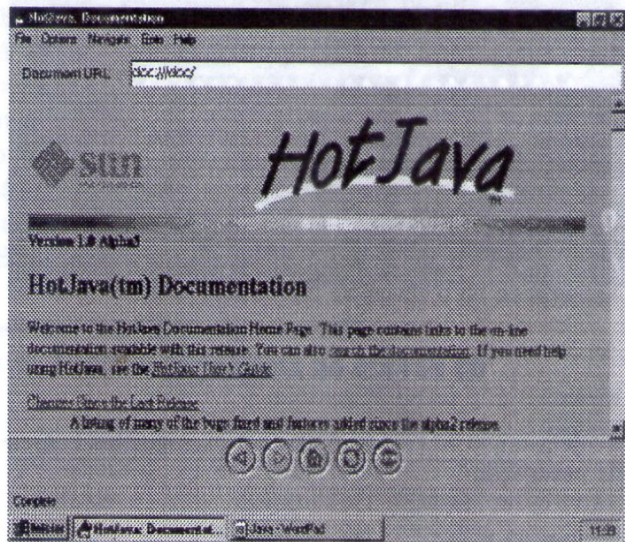 HotJava: Documentation
File Options Navigate Goto Help
Document URL: doc:///doc/
Sun
HotJava
TM
Version 1.0 Alpha3
HotJava(tm) Documentation
Welcome to the HotJava Documentation Home Page. This page contains links to the on-line
documentation available with this release. You can also search the documentation. If you need help
using HotJava, see the HotJava User's Guide.
Changes Since the Last Release
A listing of many of the bugs fixed and features added since the alpha2 release.
Complete
HotJava: Documentat... Java - WordPad 11:33